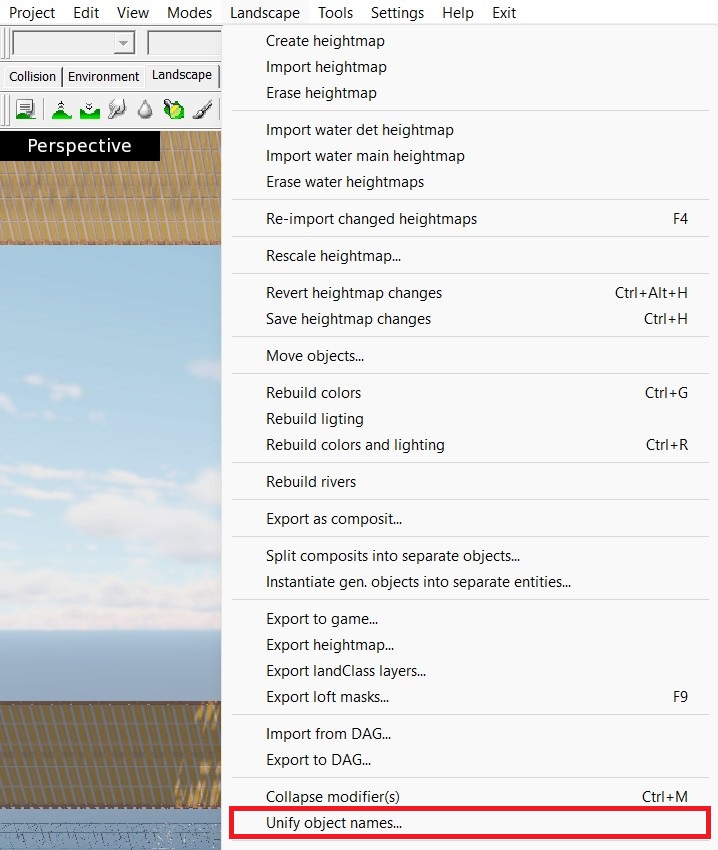 Project Edit View Modes Landscape Tools Settings Help Exit
Collision Environment Landscape
Perspective
Create heightmap
Import heightmap
Erase heightmap
Import water det heightmap
Import water main heightmap
Erase water heightmaps
Re-import changed heightmaps F4
Rescale heightmap...
Revert heightmap changes Ctrl+Alt+H
Save heightmap changes Ctrl+H
Move objects...
Rebuild colors Ctrl+G
Rebuild ligting
Rebuild colors and lighting Ctrl+R
Rebuild rivers
Export as composit...
Split composits into separate objects...
Instantiate gen. objects into separate entities...
Export to game...
Export heightmap...
Export landClass layers...
Export loft masks... F9
Import from DAG...
Export to DAG...
Collapse modifier(s) Ctrl+M
Unify object names...